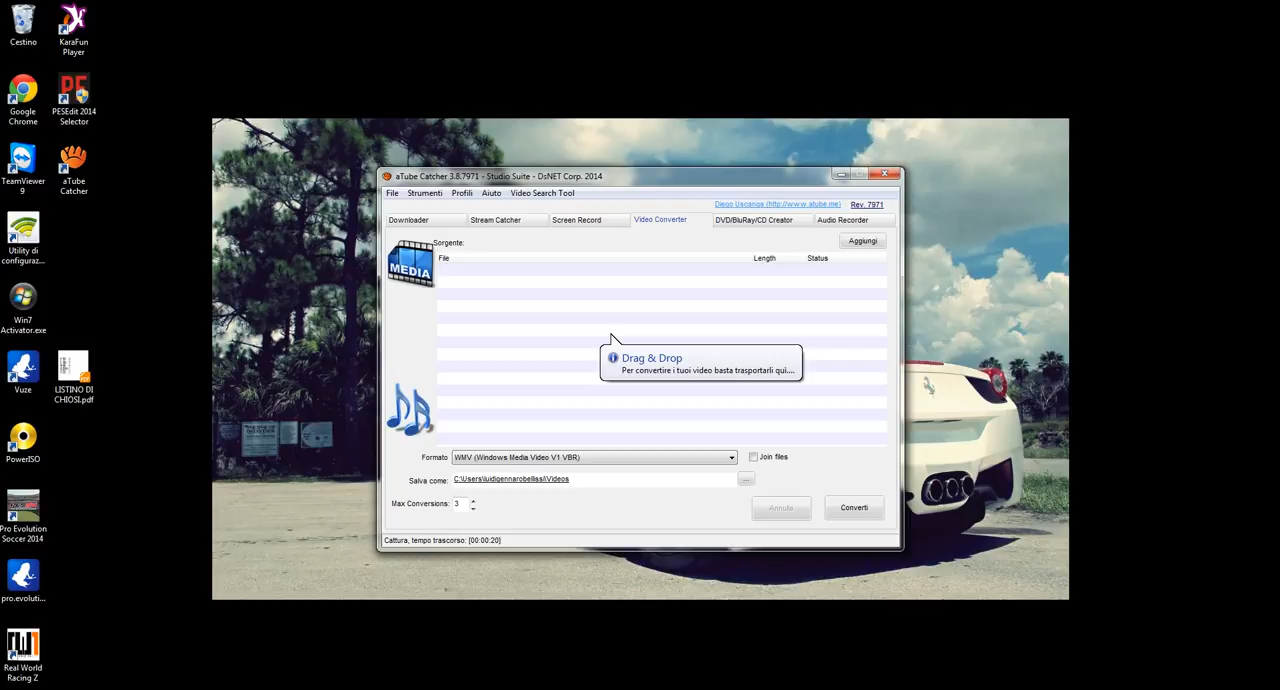 Cestino
KaraFun
Player
Google
Chrome
PESEdit 2014
Selector
TeamViewer
9
aTube
Catcher
Utility di
configuraz...
Win7
Activator.exe
Vuze
LISTINO DI
CHIOSI.pdf
PowerISO
Pro Evolution
Soccer 2014
pro.evoluti...
Real World
Racing Z
aTube Catcher 3.8.7971 - Studio Suite - DsNET Corp. 2014
File Strumenti Profili Aiuto Video Search Tool
Diego Uscanga (http://www.atube.me) Rev. 7971
Downloader Stream Catcher Screen Record Video Converter DVD/BluRay/CD Creator Audio Recorder
Sorgente: Aggiungi
MEDIA
File Length Status
Drag & Drop
Per convertire i tuoi video basta trasportarli qui....
Formato WMV (Windows Media Video V1 VBR) Join files
Salva come: C:\Users\luidigennarobellissi\Videos ...
Max Conversions: 3 Annulla Converti
Cattura, tempo trascorso: [00:00:20]